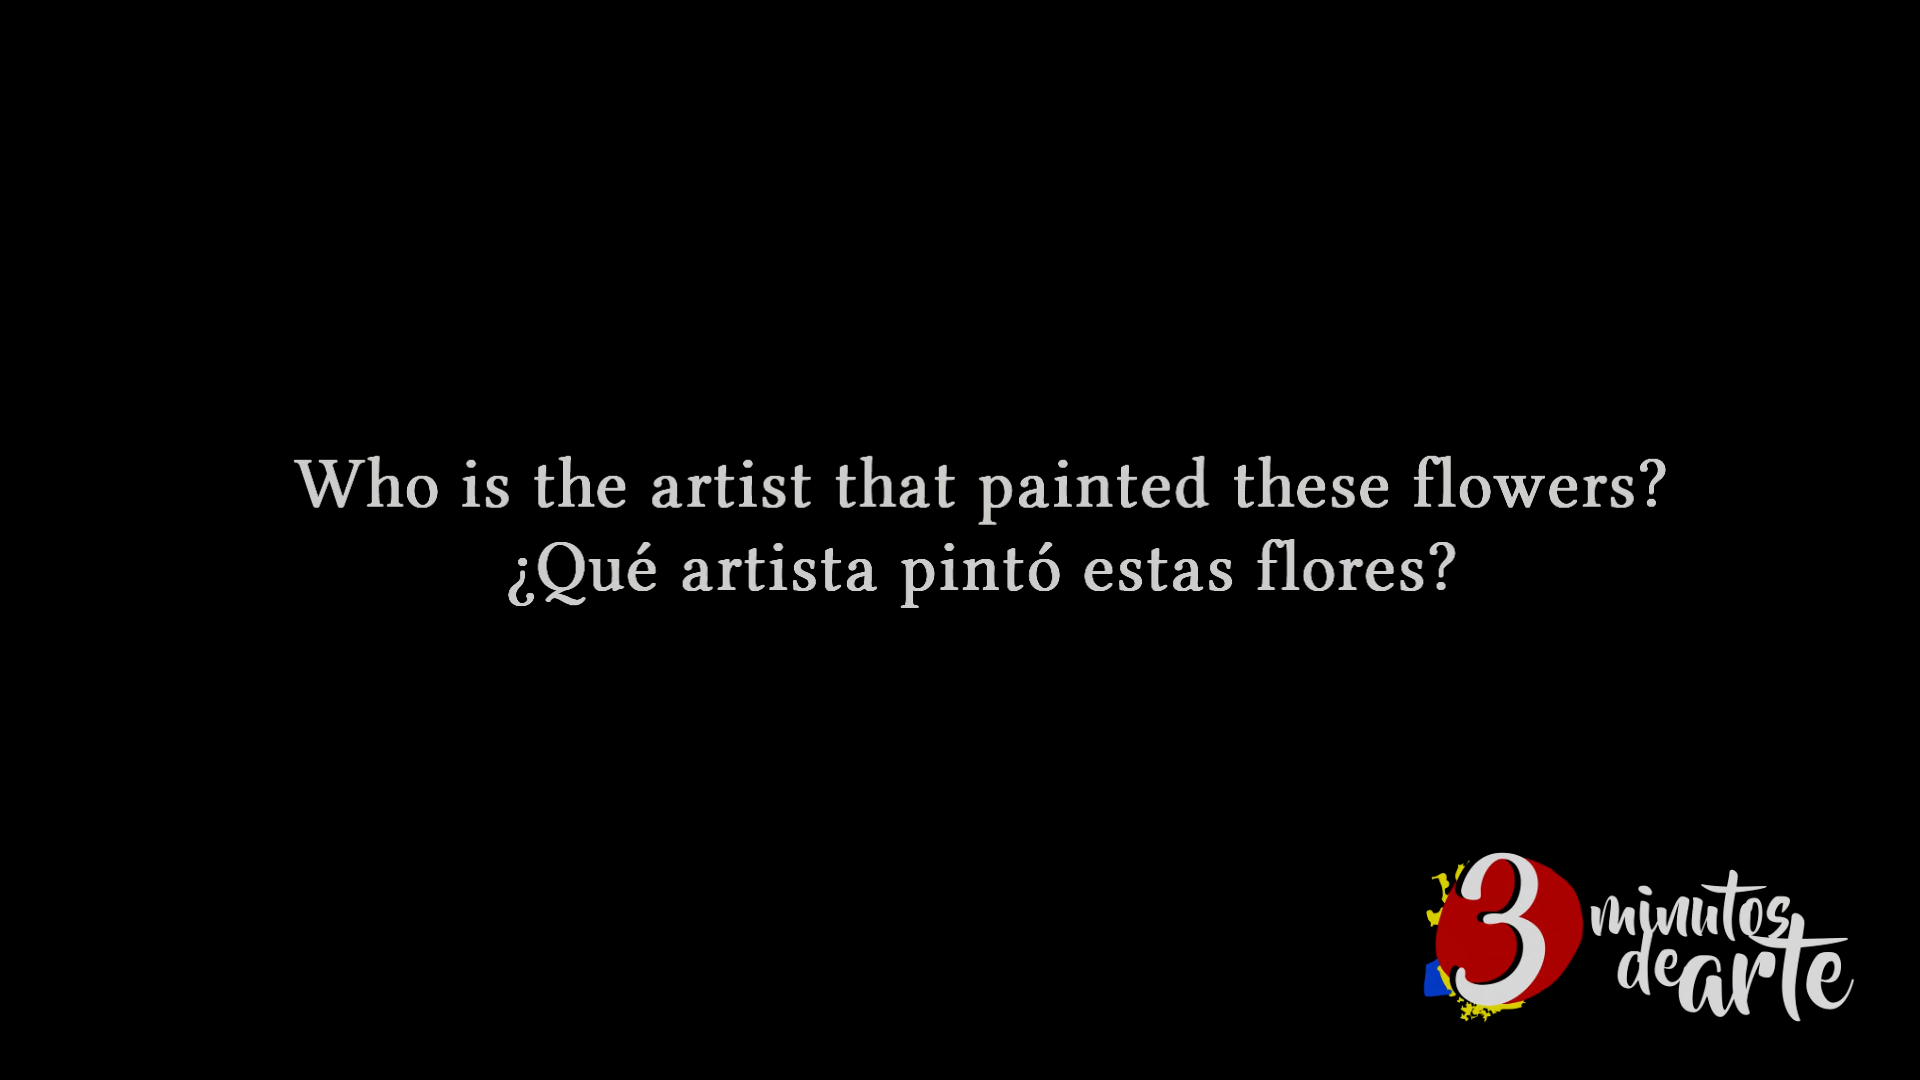 Who is the artist that painted these flowers?
¿Qué artista pintó estas flores?
3 minutos
de arte